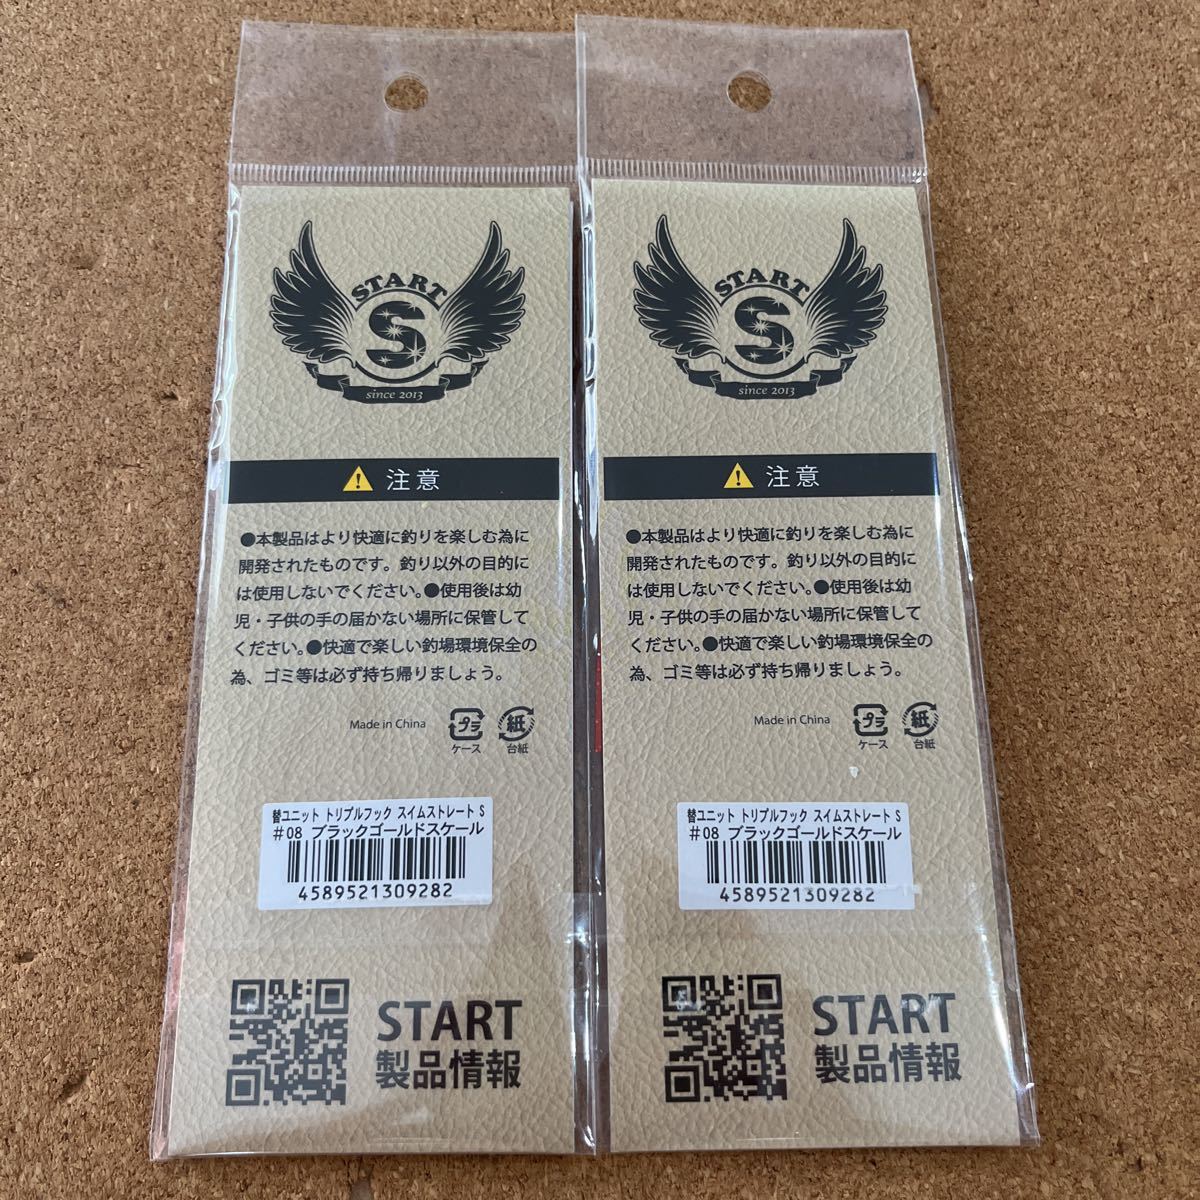 START
S
since 2013
注意
●本製品はより快適に釣りを楽しむ為に
開発されたものです。釣り以外の目的に
は使用しないでください。●使用後は幼
児・子供の手の届かない場所に保管して
ください。●快適で楽しい釣場環境保全の
為、ゴミ等は必ず持ち帰りましょう。
Made in China
プラ
ケース
紙
台紙
替ユニット トリプルフック スイムストレート S
#08 ブラックゴールドスケール
4589521309282
START
製品情報
START
S
since 2013
注意
●本製品はより快適に釣りを楽しむ為に
開発されたものです。釣り以外の目的に
は使用しないでください。●使用後は幼
児・子供の手の届かない場所に保管して
ください。●快適で楽しい釣場環境保全の
為、ゴミ等は必ず持ち帰りましょう。
Made in China
プラ
ケース
紙
台紙
替ユニット トリプルフック スイムストレート S
#08 ブラックゴールドスケール
4589521309282
START
製品情報